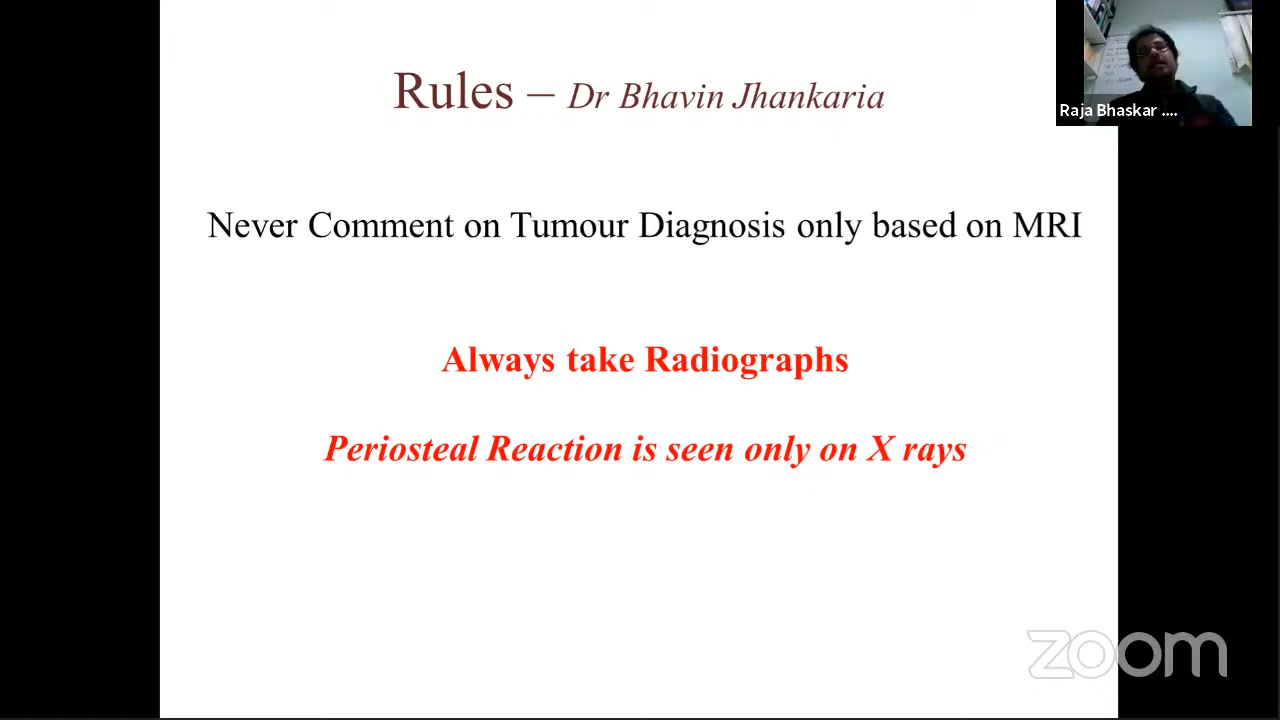 Rules – Dr Bhavin Jhankaria
Raja Bhaskar ....
Never Comment on Tumour Diagnosis only based on MRI
Always take Radiographs
Periosteal Reaction is seen only on X rays
zoom